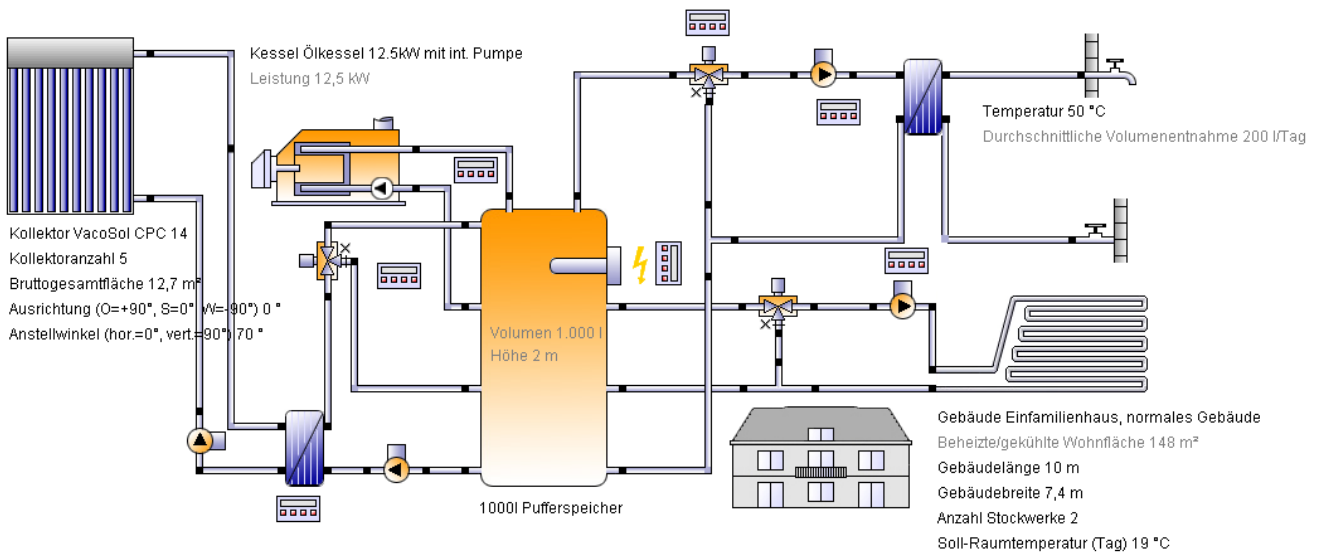 Kessel Ölkessel 12.5kW mit int. Pumpe
Leistung 12,5 kW
Temperatur 50 °C
Durchschnittliche Volumenentnahme 200 l/Tag
Kollektor VacoSol CPC 14
Kollektoranzahl 5
Bruttogesamtfläche 12,7 m²
Ausrichtung (O=+90°, S=0°, W=-90°) 0 °
Anstellwinkel (hor.=0°, vert.=90°) 70 °
Volumen 1.000 l
Höhe 2 m
1000l Pufferspeicher
Gebäude Einfamilienhaus, normales Gebäude
Beheizte/gekühlte Wohnfläche 148 m²
Gebäudelänge 10 m
Gebäudebreite 7,4 m
Anzahl Stockwerke 2
Soll-Raumtemperatur (Tag) 19 °C